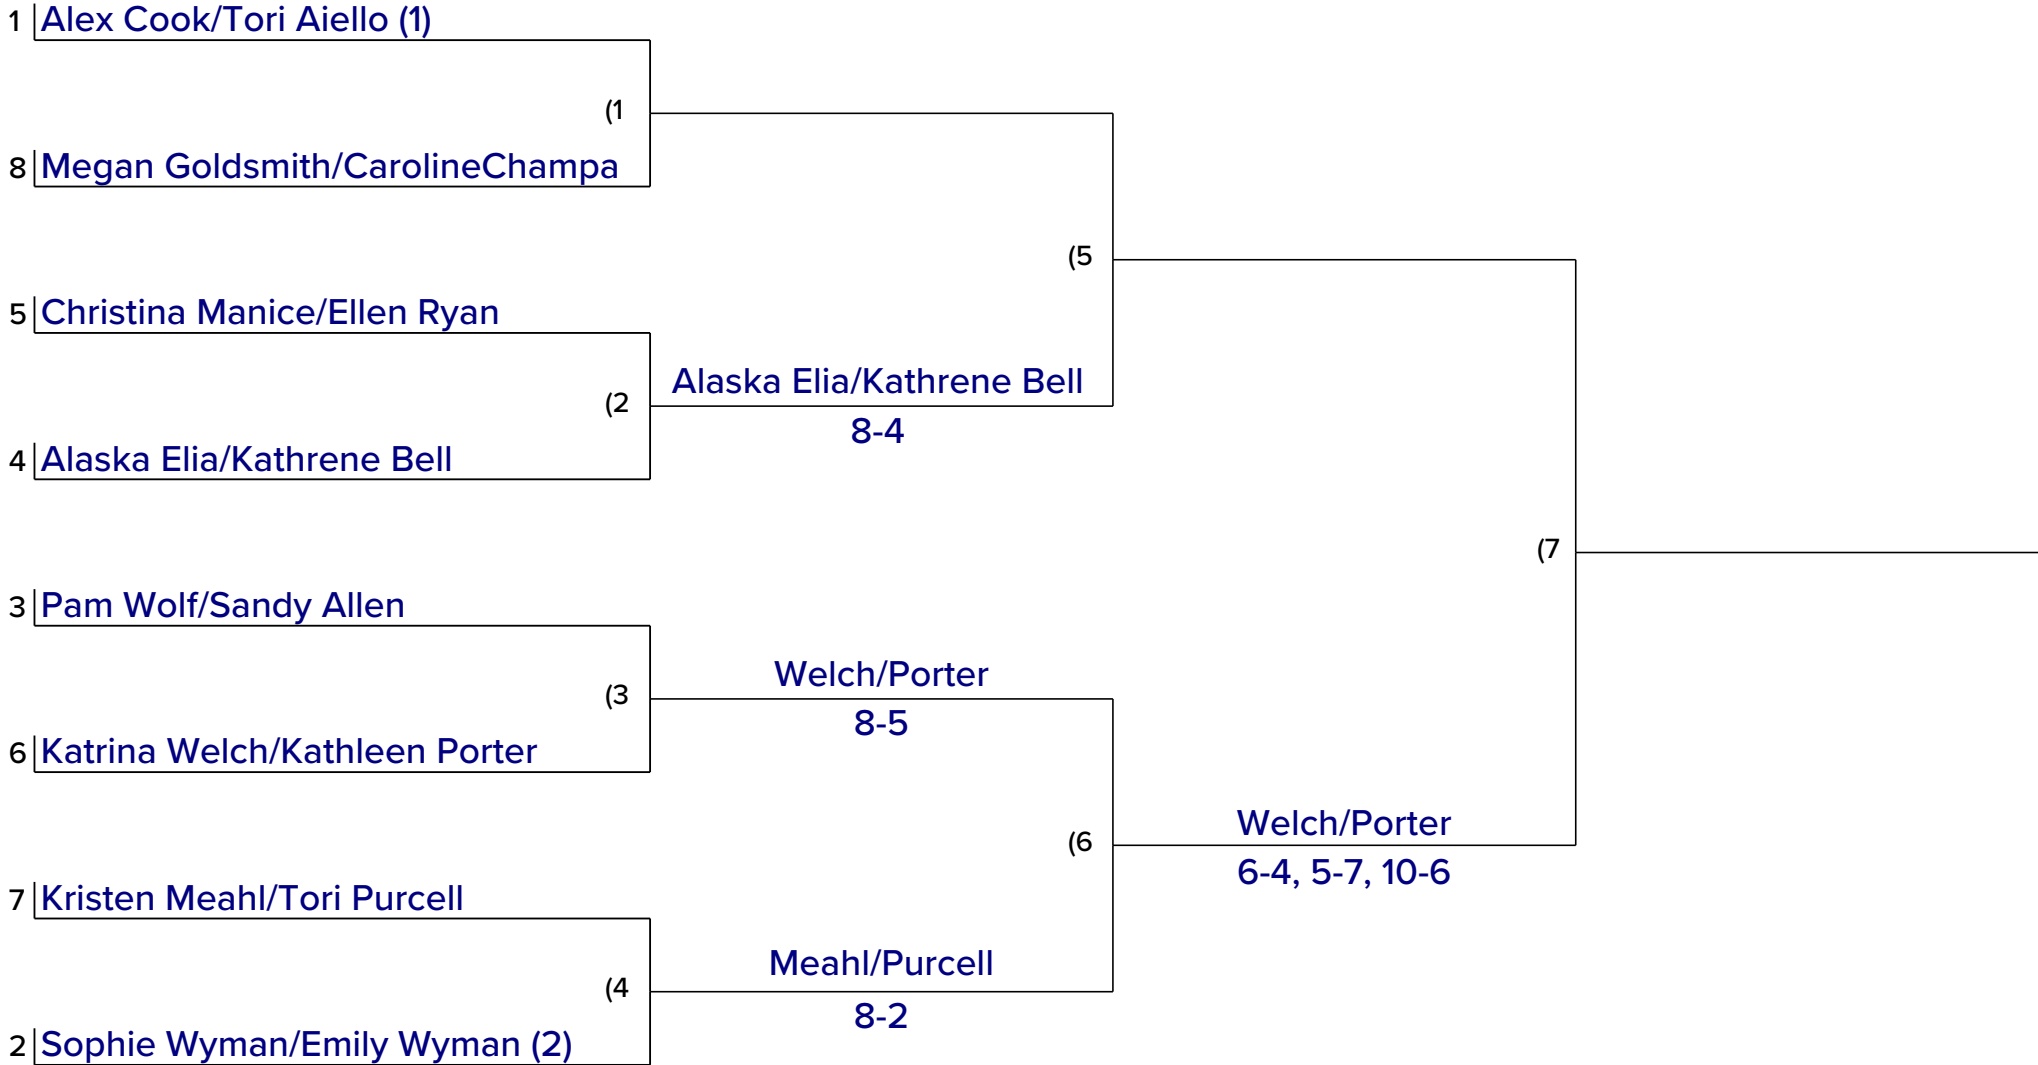 1 Alex Cook/Tori Aiello (1)
(1
8 Megan Goldsmith/CarolineChampa
(5
5 Christina Manice/Ellen Ryan
Alaska Elia/Kathrene Bell
(2
8-4
4 Alaska Elia/Kathrene Bell
(7
3 Pam Wolf/Sandy Allen
Welch/Porter
(3
8-5
6 Katrina Welch/Kathleen Porter
Welch/Porter
(6
6-4, 5-7, 10-6
7 Kristen Meahl/Tori Purcell
Meahl/Purcell
(4
8-2
2 Sophie Wyman/Emily Wyman (2)